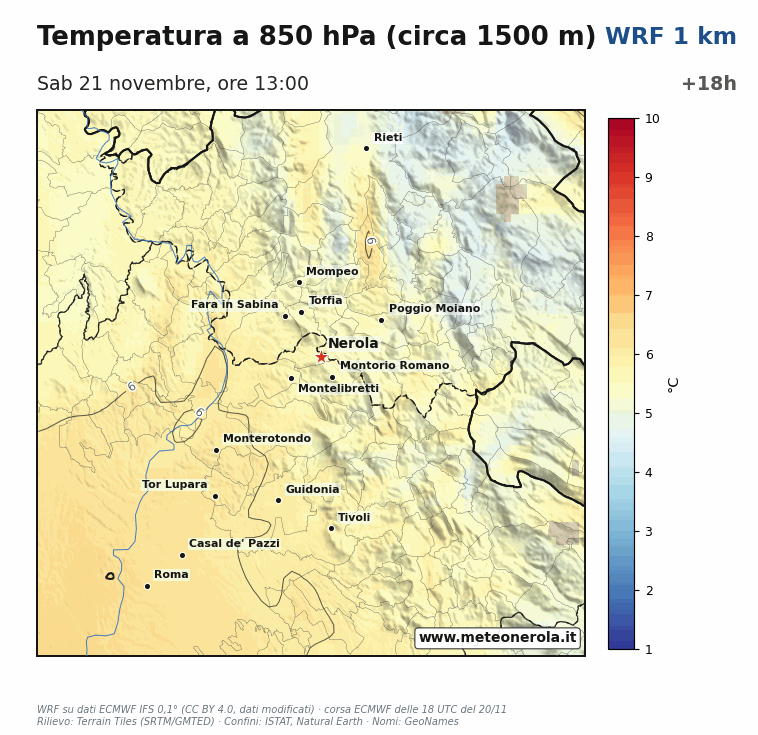 Temperatura a 850 hPa (circa 1500 m) WRF 1 km
Sab 21 novembre, ore 13:00 +18h
Rieti
6
Mompeo
Fara in Sabina Toffia
Poggio Moiano
Nerola
Montorio Romano
Montelibretti
6
6
Monterotondo
Tor Lupara
Guidonia
Tivoli
Casal de' Pazzi
Roma
www.meteonerola.it
10
9
8
7
6
5
4
3
2
1
°C
WRF su dati ECMWF IFS 0,1° (CC BY 4.0, dati modificati) · corsa ECMWF delle 18 UTC del 20/11
Rilievo: Terrain Tiles (SRTM/GMTED) · Confini: ISTAT, Natural Earth · Nomi: GeoNames